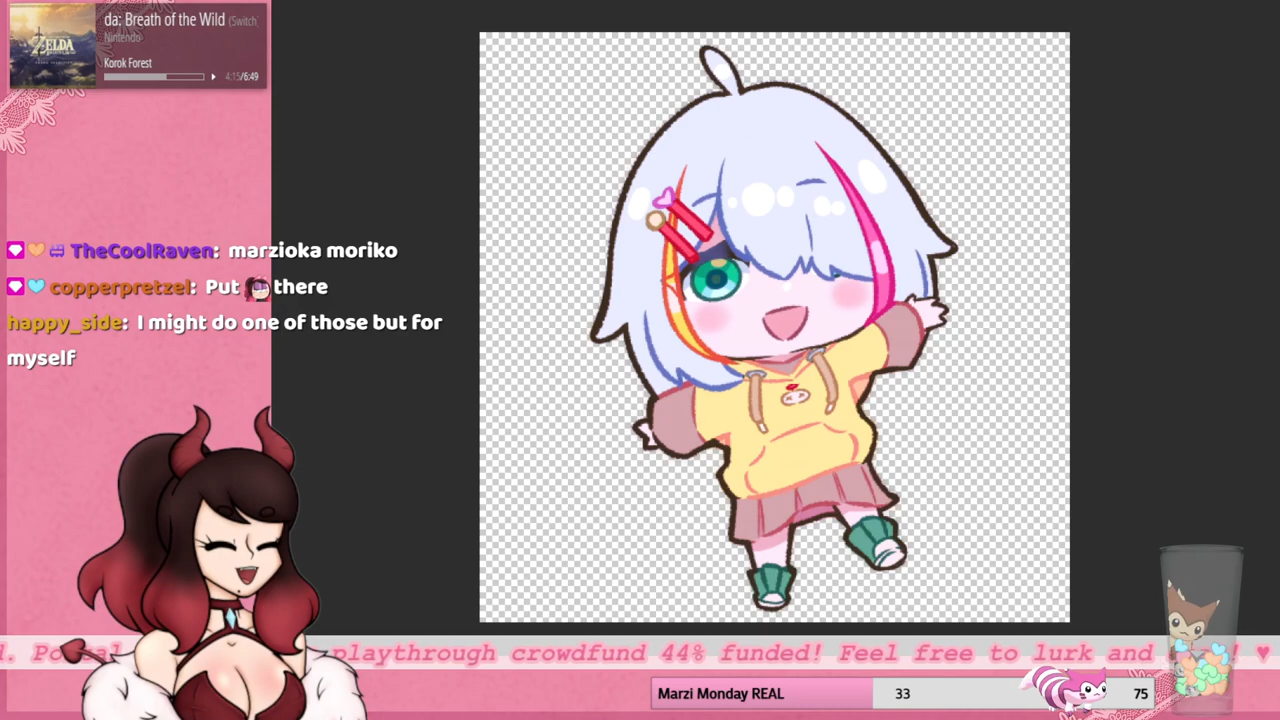 da: Breath of the Wild (Switch
Nintendo
ZELDA
Korok Forest
4:15/6:49
TheCoolRaven: marzioka moriko
copperpretzel: Put there
happy_side: I might do one of those but for
myself
d. playthrough crowdfund 44% funded! Feel free to lurk and ! ♥
Marzi Monday REAL 33 75